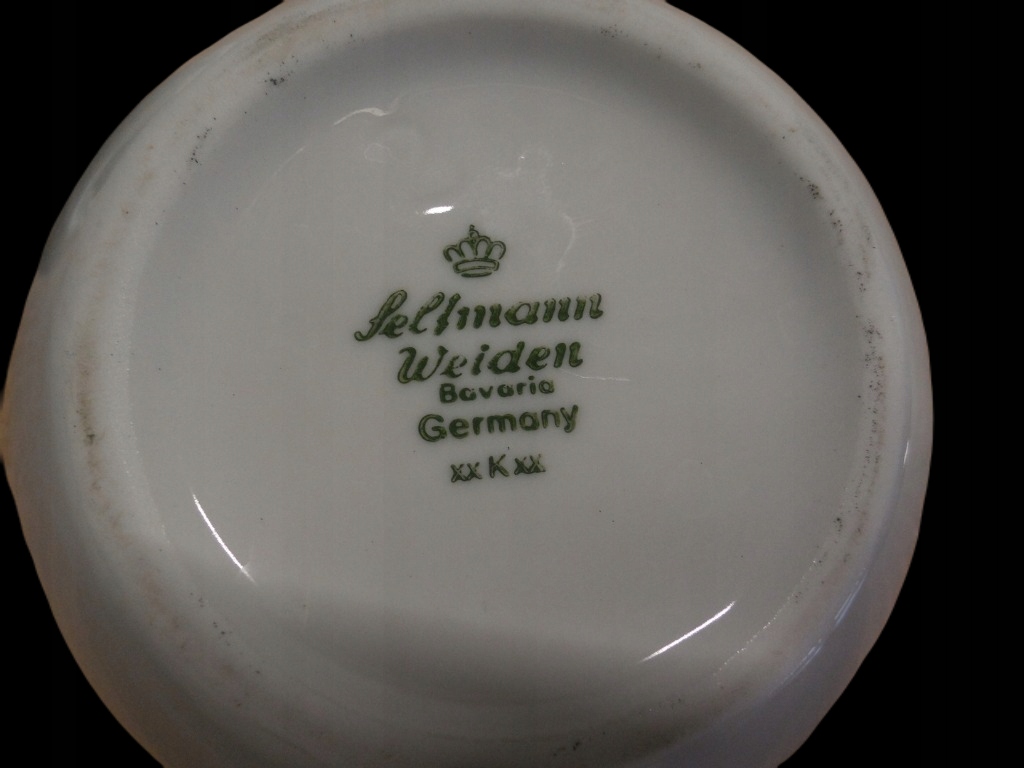 Seltmann
Weiden
Bavaria
Germany
xx K xx